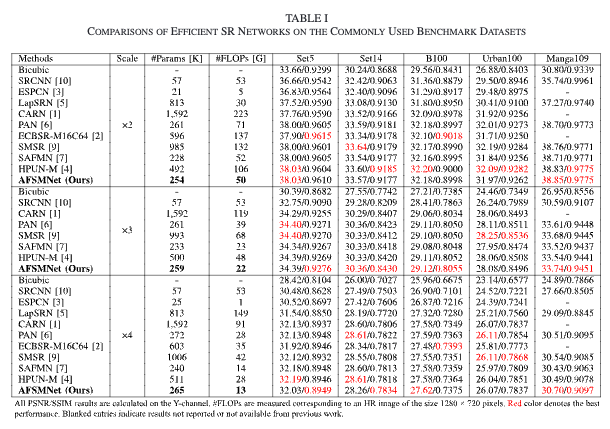 TABLE I
COMPARISONS OF EFFICIENT SR NETWORKS ON THE COMMONLY USED BENCHMARK DATASETS
Methods Scale #Params [K] #FLOPs [G] Set5 Set14 B100 Urban100 Manga109
Bicubic – – 33.66/0.9299 30.24/0.8688 29.56/0.8431 26.88/0.8403 30.80/0.9339
SRCNN [10] 57 53 36.66/0.9542 32.42/0.9063 31.36/0.8879 29.50/0.8946 35.74/0.9961
ESPCN [3] 21 5 36.83/0.9564 32.40/0.9096 31.29/0.8917 29.48/0.8975 –
LapSRN [5] 813 30 37.52/0.9590 33.08/0.9130 31.80/0.8950 30.41/0.9100 37.27/0.9740
CARN [1] 1,592 223 37.76/0.9590 33.52/0.9166 32.09/0.8978 31.92/0.9256 –
PAN [6] ×2 261 71 38.00/0.9605 33.59/0.9181 32.18/0.8997 32.01/0.9273 38.70/0.9773
ECBSR-M16C64 [2] 596 137 37.90/0.9615 33.34/0.9178 32.10/0.9018 31.71/0.9250 –
SMSR [9] 985 132 38.00/0.9601 33.64/0.9179 32.17/0.8990 32.19/0.9284 38.76/0.9771
SAFMN [7] 228 52 38.00/0.9605 33.54/0.9177 32.16/0.8995 31.84/0.9256 38.71/0.9771
HPUN-M [4] 492 106 38.03/0.9604 33.60/0.9185 32.20/0.9000 32.09/0.9282 38.83/0.9775
AFSMNet (Ours) 254 50 38.03/0.9610 33.57/0.9177 32.18/0.8998 31.97/0.9262 38.85/0.9775
Bicubic – – 30.39/0.8682 27.55/0.7742 27.21/0.7385 24.46/0.7349 26.95/0.8556
SRCNN [10] 57 53 32.75/0.9090 29.28/0.8209 28.41/0.7863 26.24/0.7989 30.59/0.9107
CARN [1] 1,592 119 34.29/0.9255 30.29/0.8407 29.06/0.8034 28.06/0.8493 –
PAN [6] ×3 261 39 34.40/0.9271 30.36/0.8423 29.11/0.8050 28.11/0.8511 33.61/0.9448
SMSR [9] 993 68 34.40/0.9270 30.33/0.8412 29.10/0.8050 28.25/0.8536 33.68/0.9445
SAFMN [7] 233 23 34.34/0.9267 30.33/0.8418 29.08/0.8048 27.95/0.8474 33.52/0.9437
HPUN-M [4] 500 48 34.39/0.9269 30.33/0.8420 29.11/0.8052 28.06/0.8508 33.54/0.9441
AFSMNet (Ours) 259 22 34.39/0.9276 30.36/0.8430 29.12/0.8055 28.08/0.8496 33.74/0.9451
Bicubic – – 28.42/0.8104 26.00/0.7027 25.96/0.6675 23.14/0.6577 24.89/0.7866
SRCNN [10] 57 53 30.48/0.8628 27.49/0.7503 26.90/0.7101 24.52/0.7221 27.66/0.8505
ESPCN [3] 25 1 30.52/0.8697 27.42/0.7606 26.87/0.7216 24.39/0.7241 –
LapSRN [5] 813 149 31.54/0.8850 28.19/0.7720 27.32/0.7280 25.21/0.7560 29.09/0.8845
CARN [1] 1,592 91 32.13/0.8937 28.60/0.7806 27.58/0.7349 26.07/0.7837 –
PAN [6] ×4 272 28 32.13/0.8948 28.61/0.7822 27.59/0.7363 26.11/0.7854 30.51/0.9095
ECBSR-M16C64 [2] 603 35 31.92/0.8946 28.34/0.7817 27.48/0.7393 25.81/0.7773 –
SMSR [9] 1006 42 32.12/0.8932 28.55/0.7808 27.55/0.7351 26.11/0.7868 30.54/0.9085
SAFMN [7] 240 14 32.18/0.8948 28.60/0.7813 27.58/0.7359 25.97/0.7809 30.43/0.9063
HPUN-M [4] 511 28 32.19/0.8946 28.61/0.7818 27.58/0.7364 26.04/0.7851 30.49/0.9078
AFSMNet (Ours) 265 13 32.03/0.8949 28.26/0.7834 27.62/0.7375 26.07/0.7837 30.70/0.9097
All PSNR/SSIM results are calculated on the Y-channel, #FLOPs are measured corresponding to an HR image of the size 1280 × 720 pixels. Red color denotes the best
performance. Blanked entries indicate results not reported or not available from previous work.